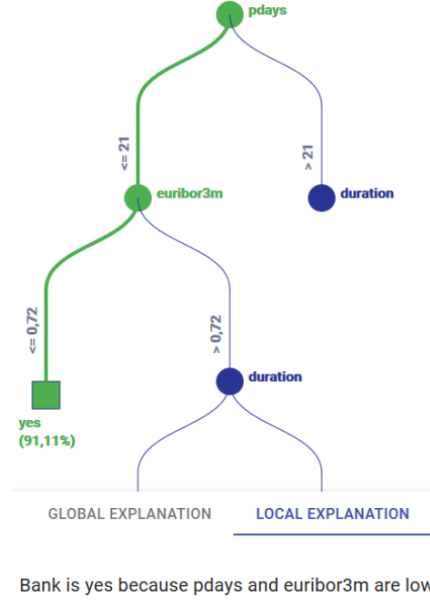 pdays
<= 21
> 21
euribor3m
duration
<= 0,72
> 0,72
duration
yes
(91,11%)
GLOBAL EXPLANATION
LOCAL EXPLANATION
Bank is yes because pdays and euribor3m are low